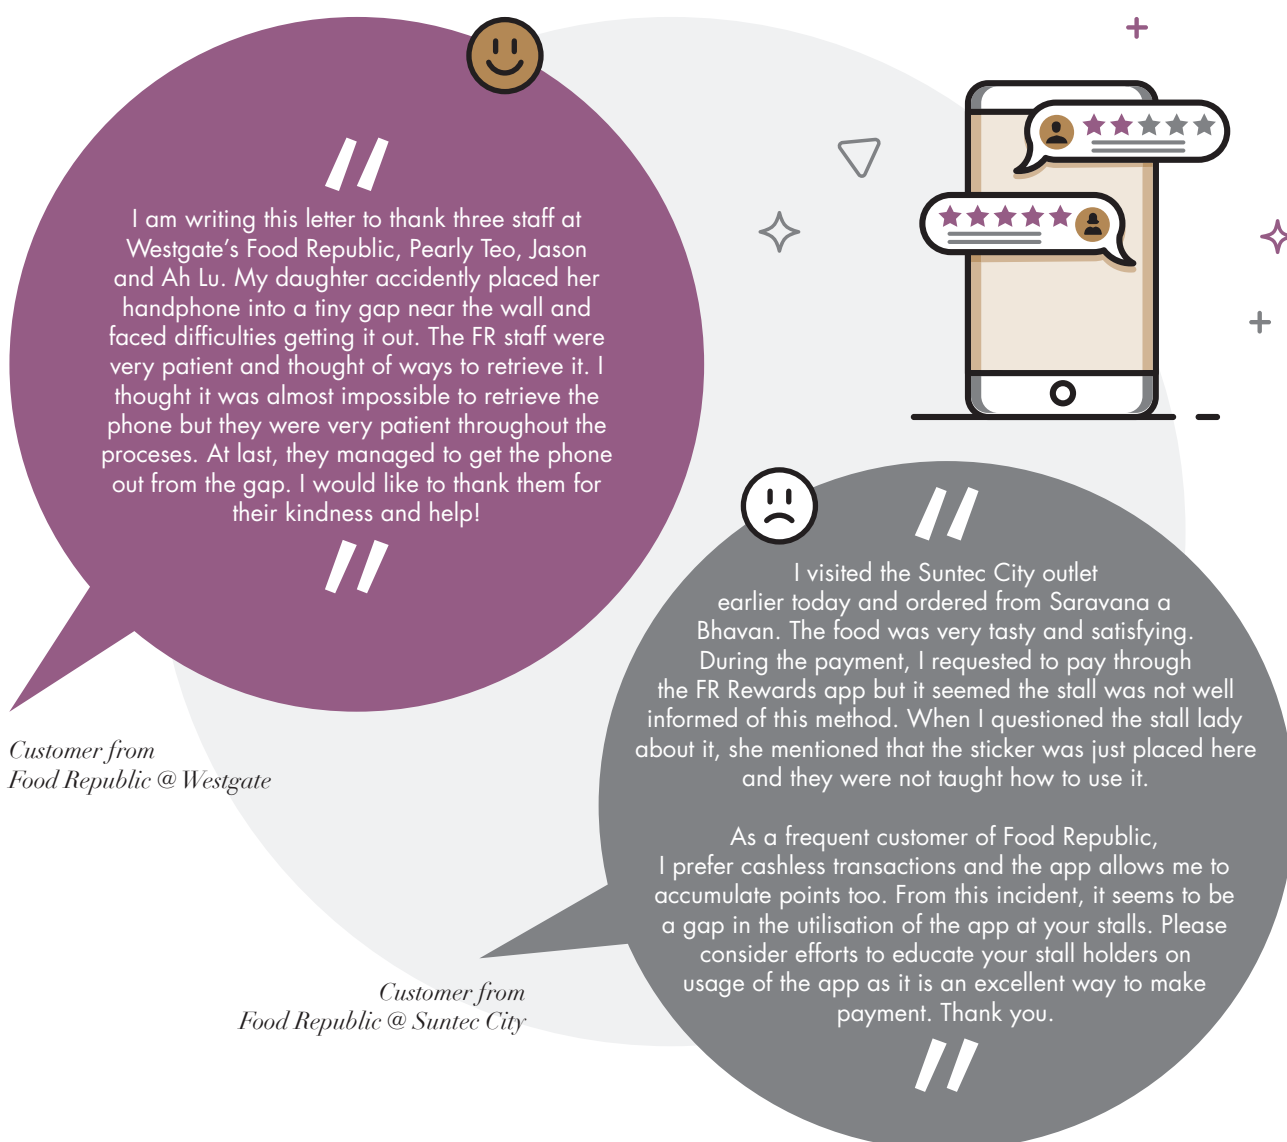 I am writing this letter to thank three staff at
Westgate’s Food Republic, Pearly Teo, Jason
and Ah Lu. My daughter accidently placed her
handphone into a tiny gap near the wall and
faced difficulties getting it out. The FR staff were
very patient and thought of ways to retrieve it. I
thought it was almost impossible to retrieve the
phone but they were very patient throughout the
proceses. At last, they managed to get the phone
out from the gap. I would like to thank them for
their kindness and help!
Customer from
Food Republic @ Westgate
I visited the Suntec City outlet
earlier today and ordered from Saravana a
Bhavan. The food was very tasty and satisfying.
During the payment, I requested to pay through
the FR Rewards app but it seemed the stall was not well
informed of this method. When I questioned the stall lady
about it, she mentioned that the sticker was just placed here
and they were not taught how to use it.
As a frequent customer of Food Republic,
I prefer cashless transactions and the app allows me to
accumulate points too. From this incident, it seems to be
a gap in the utilisation of the app at your stalls. Please
consider efforts to educate your stall holders on
usage of the app as it is an excellent way to make
payment. Thank you.
Customer from
Food Republic @ Suntec City